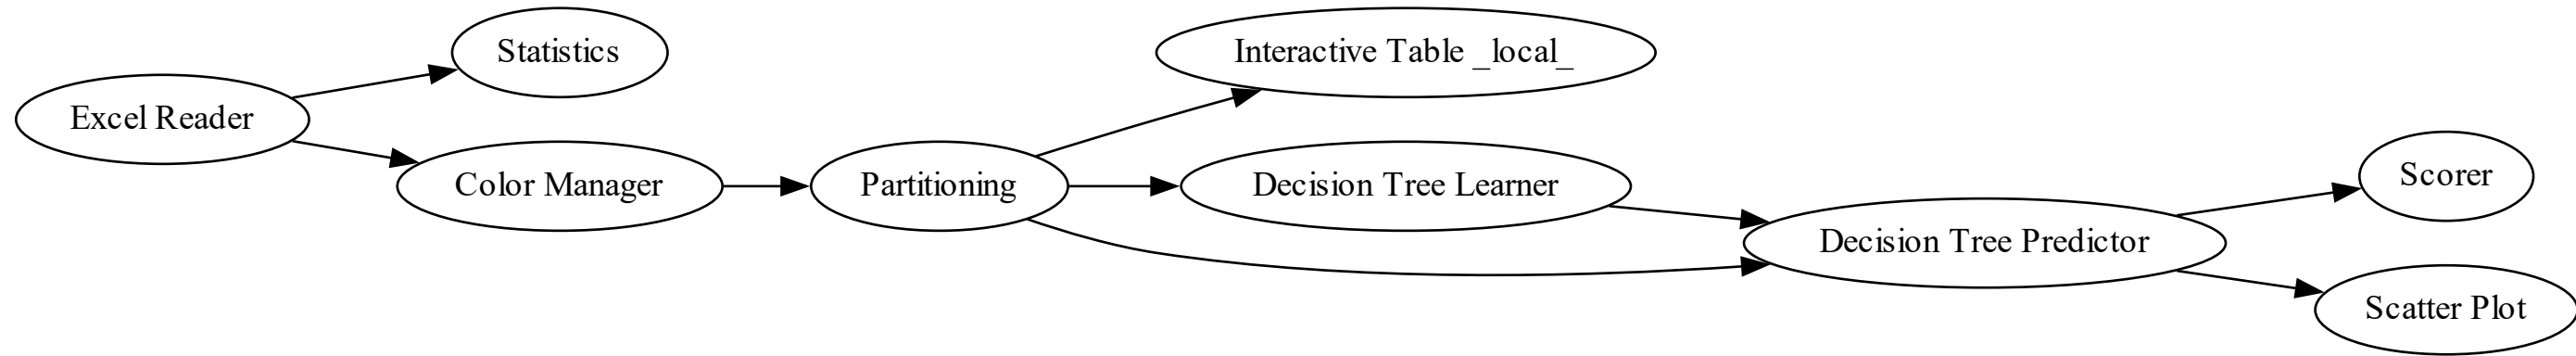 Excel Reader
Statistics
Color Manager
Partitioning
Interactive Table _local_
Decision Tree Learner
Decision Tree Predictor
Scorer
Scatter Plot